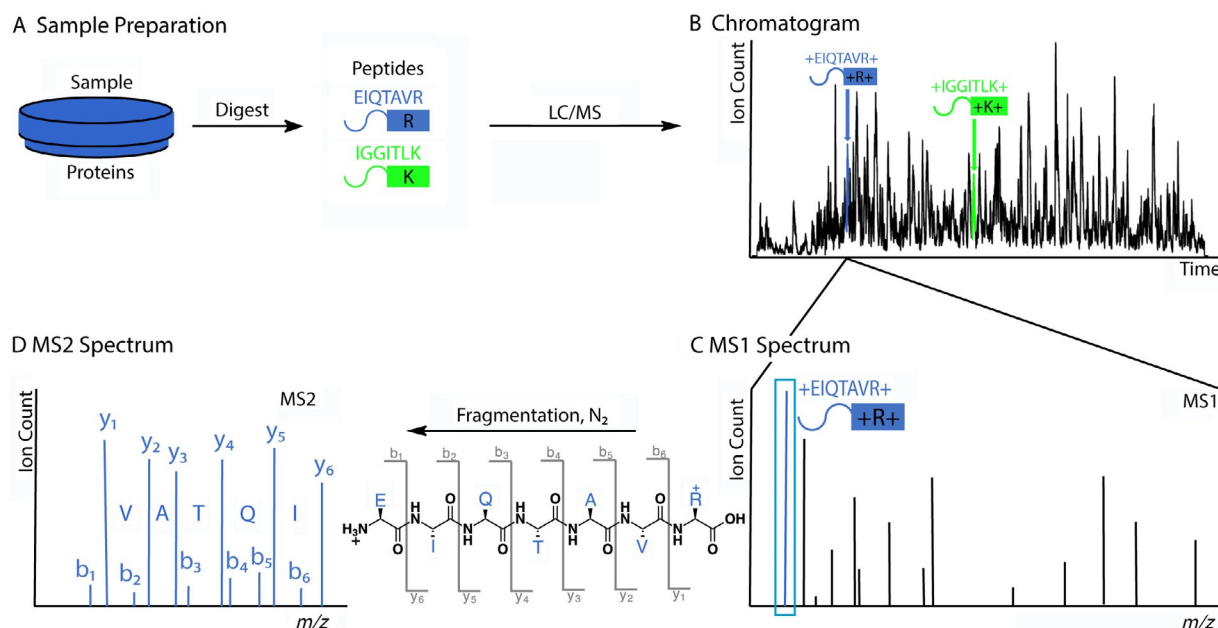 A Sample Preparation
Sample
Proteins
Digest
Peptides
EIQTAVR
R
IGGITLK
K
LC/MS
B Chromatogram
Ion Count
+EIQTAVR+
+R+
+IGGITLK+
+K+
Time
D MS2 Spectrum
Ion Count
MS2
y₁
y₂
y₃
y₄
y₅
y₆
V A T Q I
b₁
b₂
b₃
b₄
b₅
b₆
m/z
Fragmentation, N₂
b₁ b₂ b₃ b₄ b₅ b₆
E Q A R
+
O O O
H₃N
+
H N H N H N
OH
O N H O N H O N H O
I T V
y₆ y₅ y₄ y₃ y₂ y₁
C MS1 Spectrum
Ion Count
+EIQTAVR+
+R+
MS1
m/z